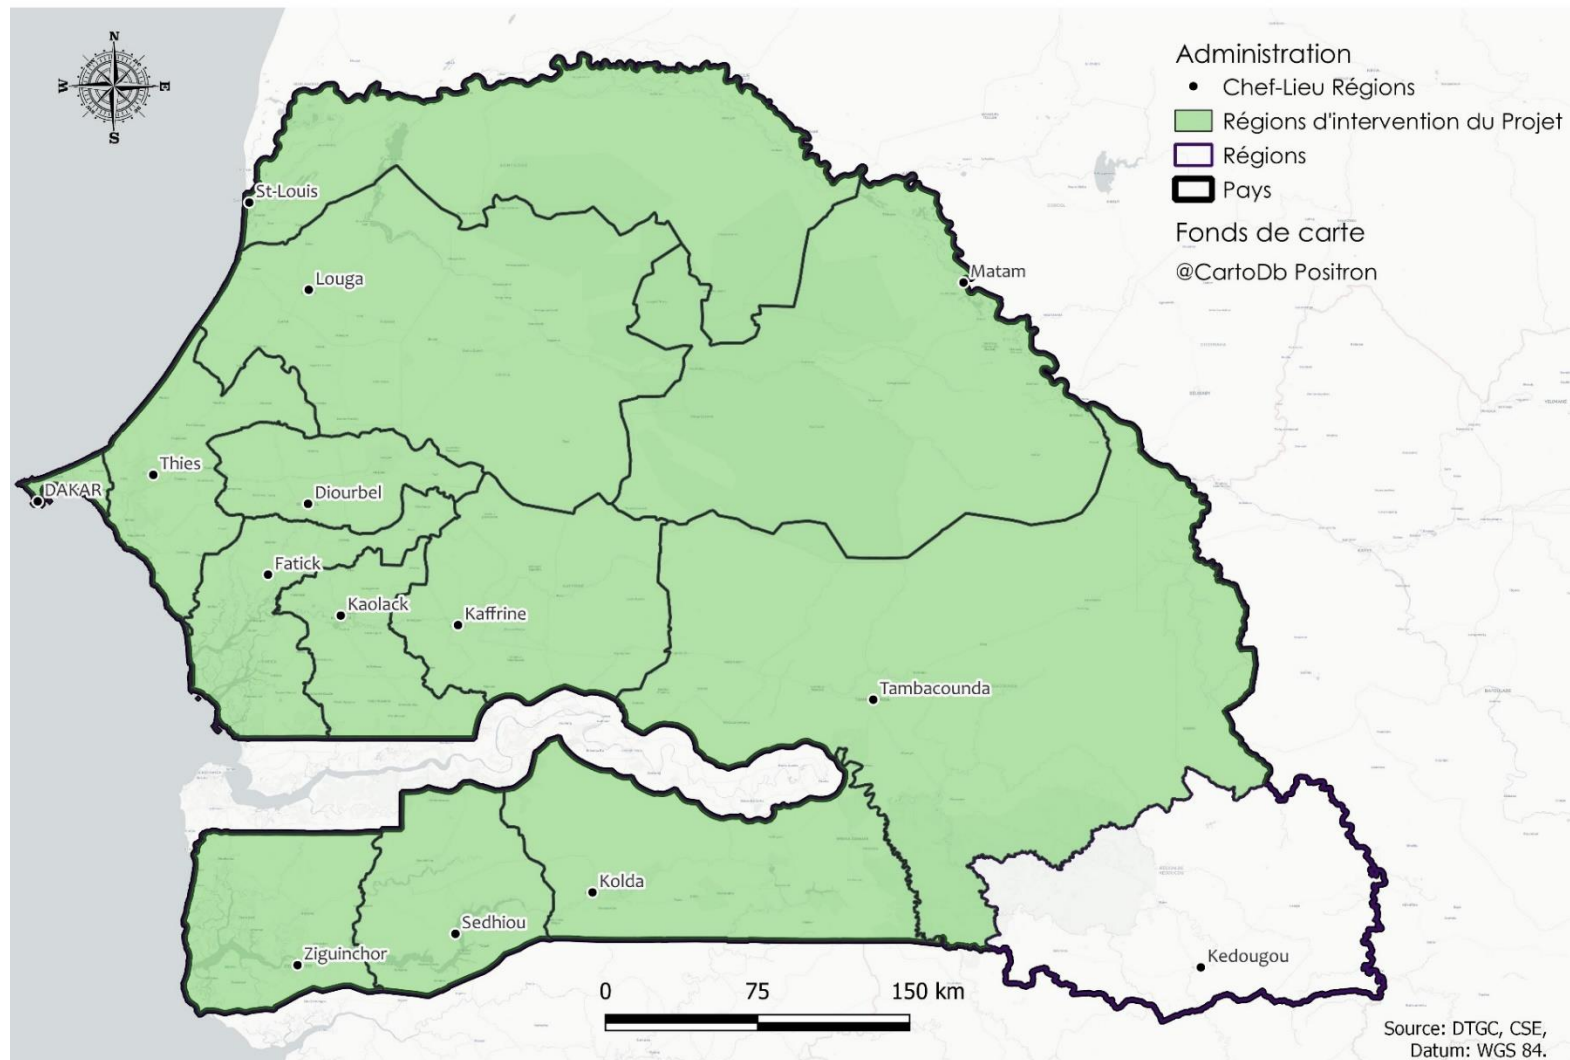 N
W
E
S
Administration
Chef-Lieu Régions
Régions d'intervention du Projet
Régions
Pays
Fonds de carte
@CartoDb Positron
St-Louis
Louga
Matam
Thies
DAKAR
Diourbel
Fatick
Kaolack
Kaffrine
Tambacounda
Kolda
Sedhiou
Ziguinchor
Kedougou
0 75 150 km
Source: DTGC, CSE,
Datum: WGS 84.